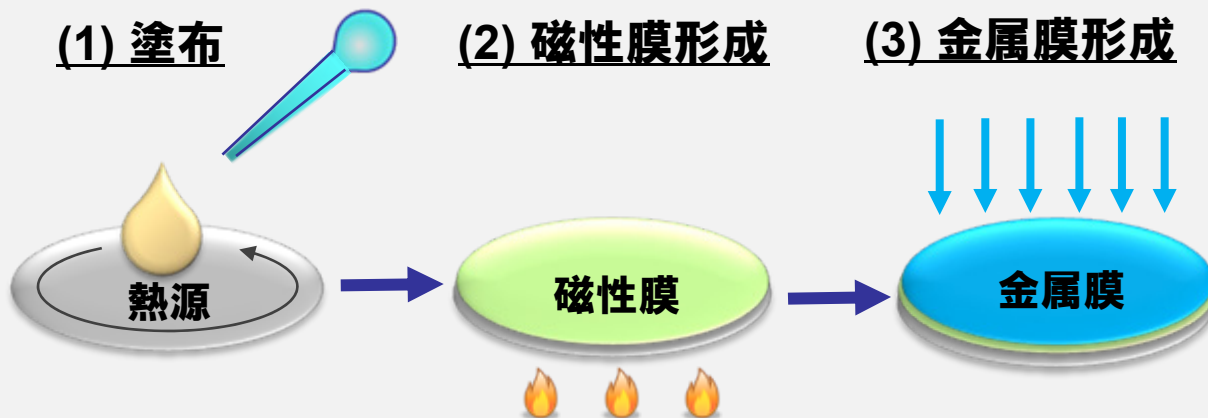 (1) 塗布
(2) 磁性膜形成
(3) 金属膜形成
熱源
磁性膜
金属膜